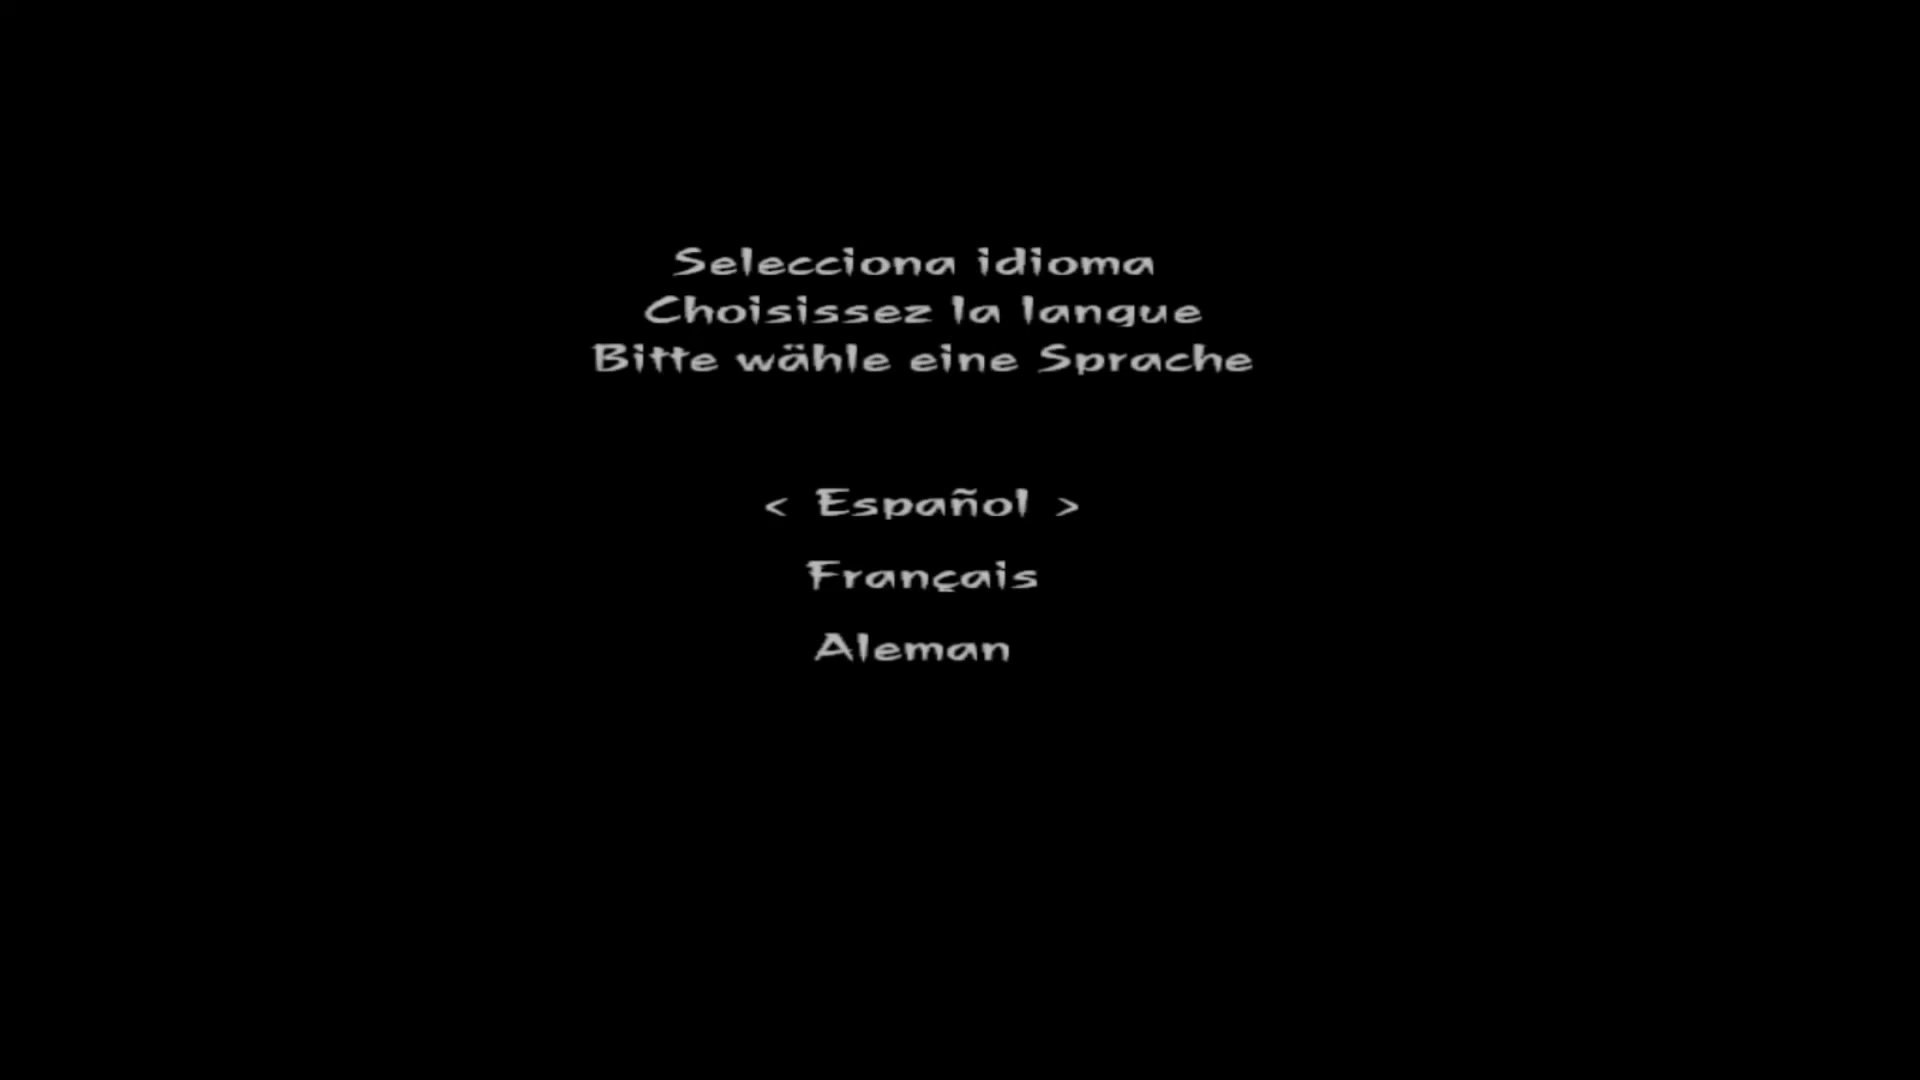 Selecciona idioma
Choisissez la langue
Bitte wähle eine Sprache
< Español >
Français
Aleman